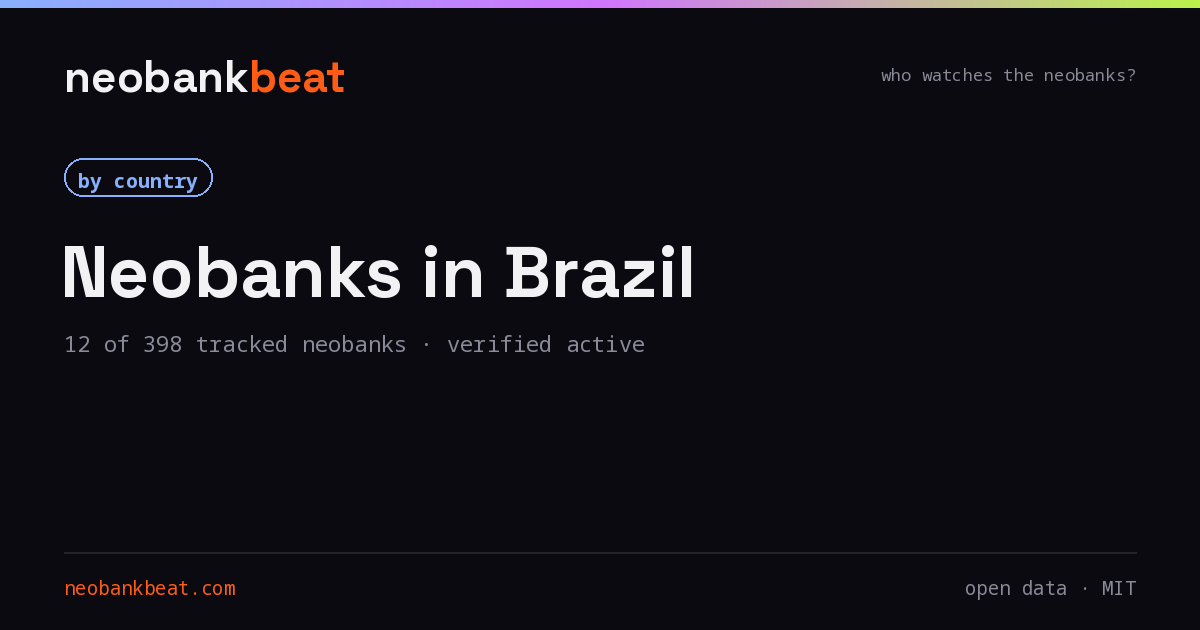 neobankbeat
who watches the neobanks?
by country
Neobanks in Brazil
12 of 398 tracked neobanks · verified active
neobankbeat.com
open data · MIT